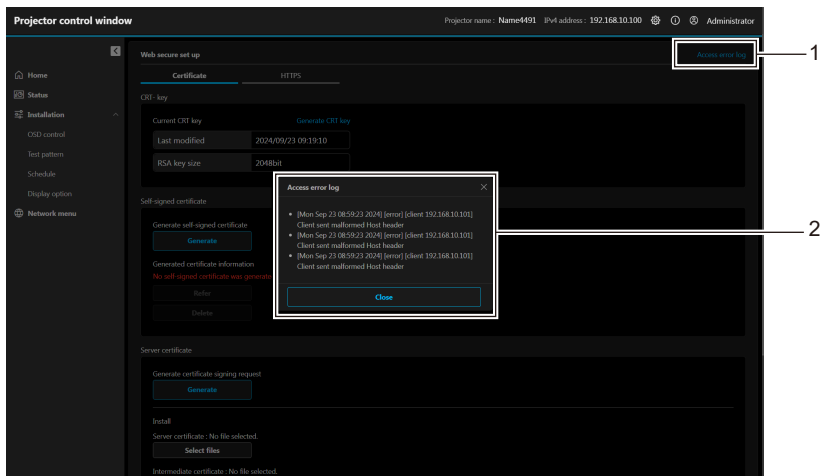 Projector control window
Projector name : Name4491 IPv4 address : 192.168.10.100 Administrator
Web secure set up
Access error log
1
Home
Certificate
HTTPS
Status
CRT- key
Installation
Current CRT key
Generate CRT key
OSD control
Last modified
2024/09/23 09:19:10
Test pattern
RSA key size
2048bit
Schedule
Display option
Network menu
Self-signed certificate
Generate self-signed certificate
Generate
Generated certificate information
No self-signed certificate was generate
Refer
Delete
Access error log
• [Mon Sep 23 08:59:23 2024] [error] [client 192.168.10.101]
Client sent malformed Host header
• [Mon Sep 23 08:59:23 2024] [error] [client 192.168.10.101]
Client sent malformed Host header
• [Mon Sep 23 08:59:23 2024] [error] [client 192.168.10.101]
Client sent malformed Host header
Close
2
Server certificate
Generate certificate signing request
Generate
Install
Server certificate : No file selected.
Select files
Intermediate certificate : No file selected.